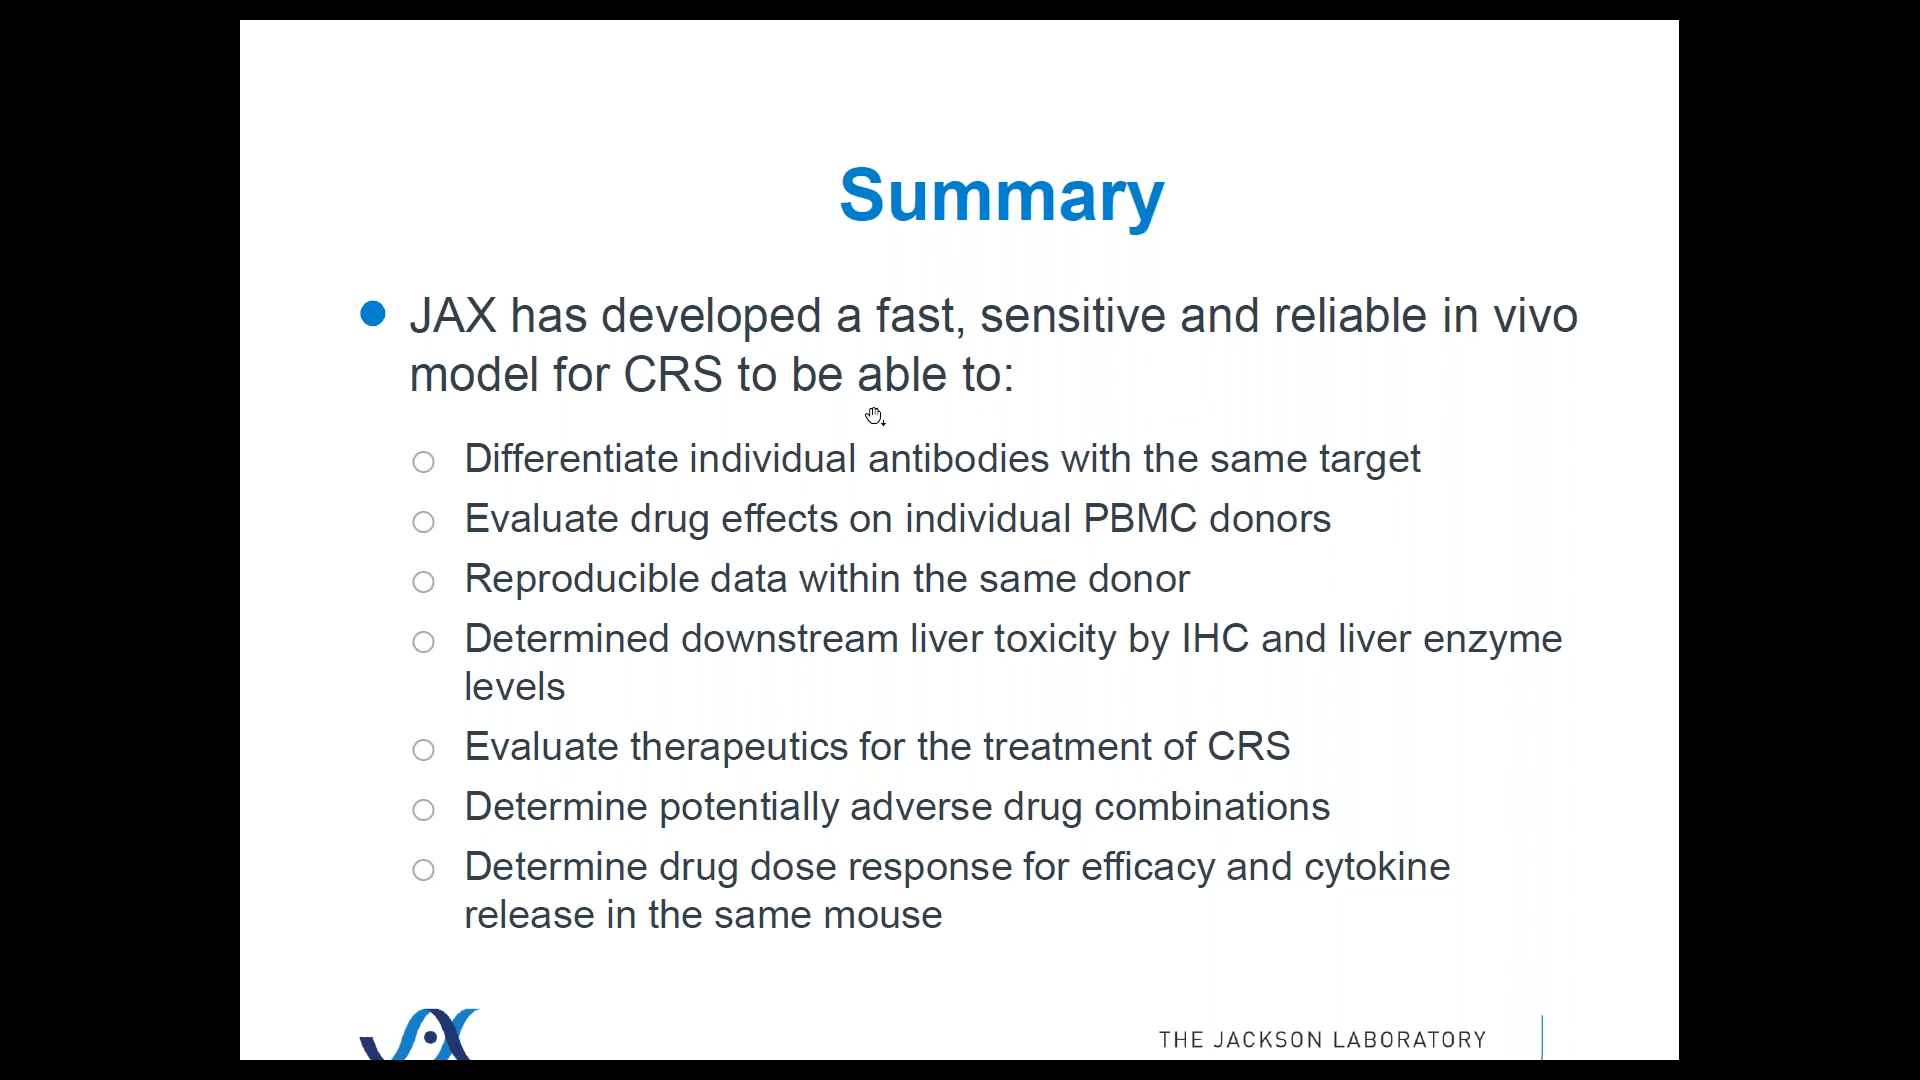 Summary
JAX has developed a fast, sensitive and reliable in vivo
model for CRS to be able to:
Differentiate individual antibodies with the same target
Evaluate drug effects on individual PBMC donors
Reproducible data within the same donor
Determined downstream liver toxicity by IHC and liver enzyme
levels
Evaluate therapeutics for the treatment of CRS
Determine potentially adverse drug combinations
Determine drug dose response for efficacy and cytokine
release in the same mouse
THE JACKSON LABORATORY